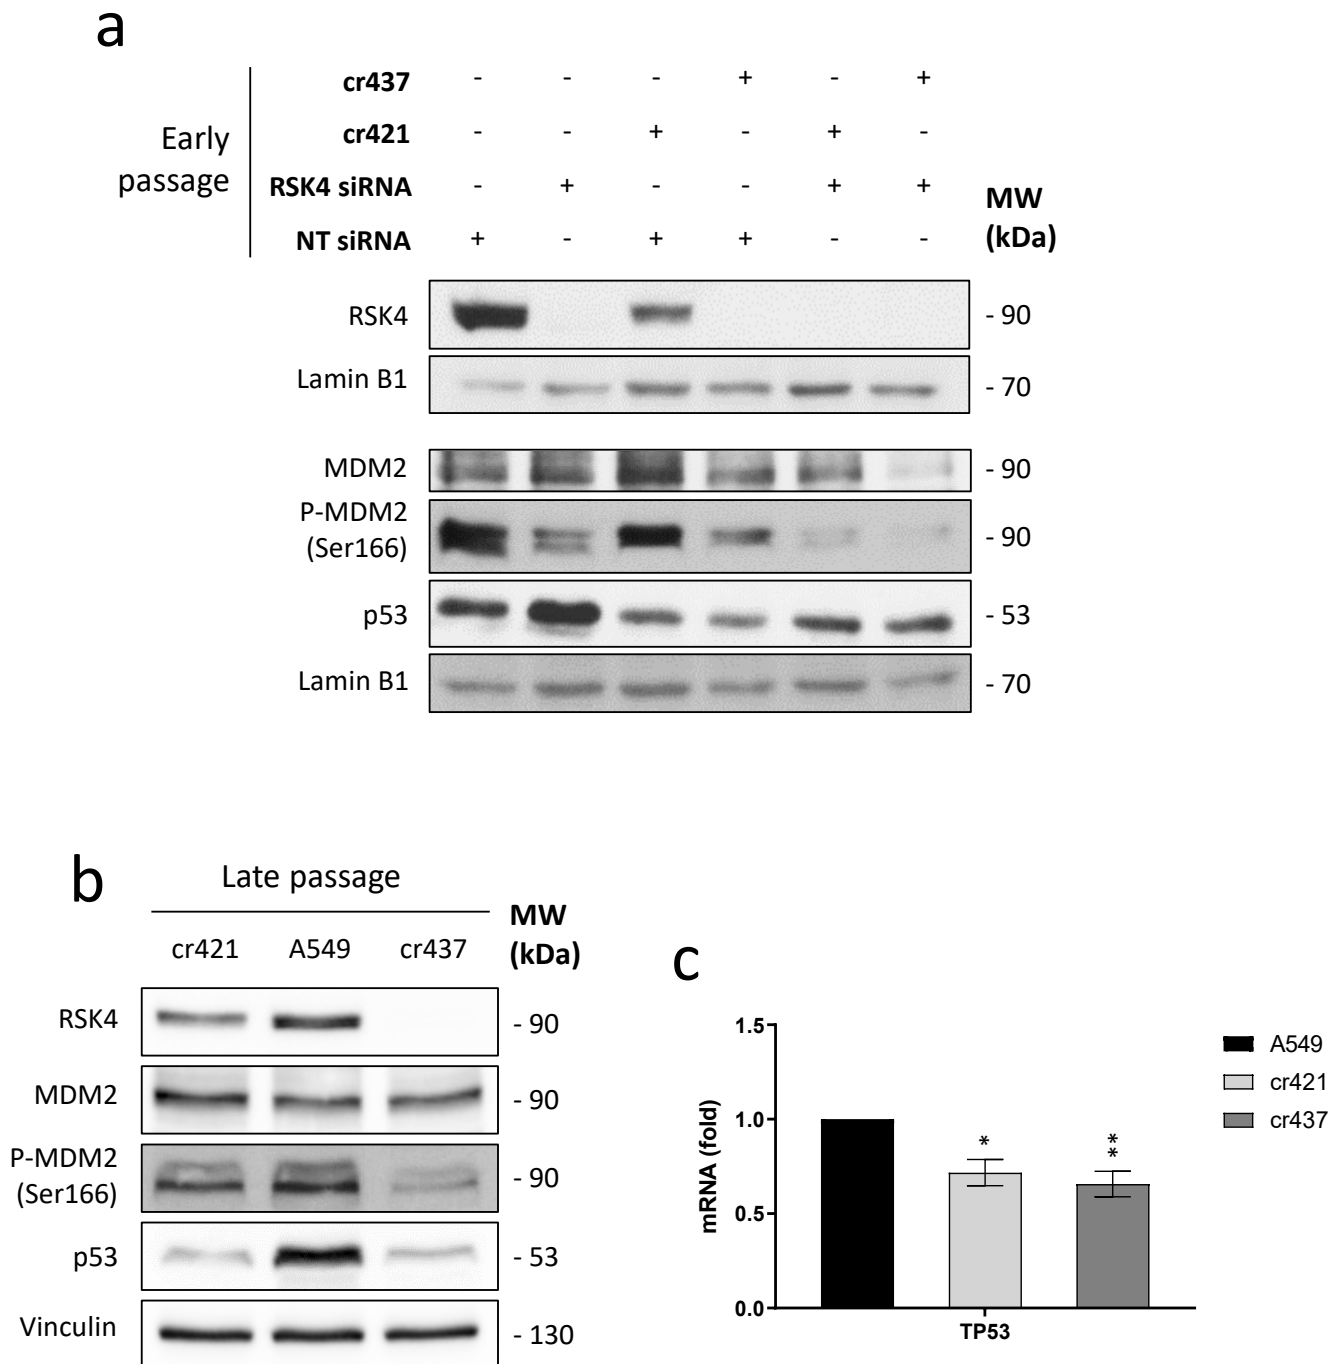 a
Early
passage
cr437 - - - + - +
cr421 - - + - + -
RSK4 siRNA - + - - + +
NT siRNA + - + + - -
MW
(kDa)
RSK4 - 90
Lamin B1 - 70
MDM2 - 90
P-MDM2
(Ser166) - 90
p53 - 53
Lamin B1 - 70
b
Late passage
cr421 A549 cr437
MW
(kDa)
RSK4 - 90
MDM2 - 90
P-MDM2
(Ser166) - 90
p53 - 53
Vinculin - 130
c
mRNA (fold)
1.5
1.0
0.5
0.0
*
**
TP53
A549
cr421
cr437